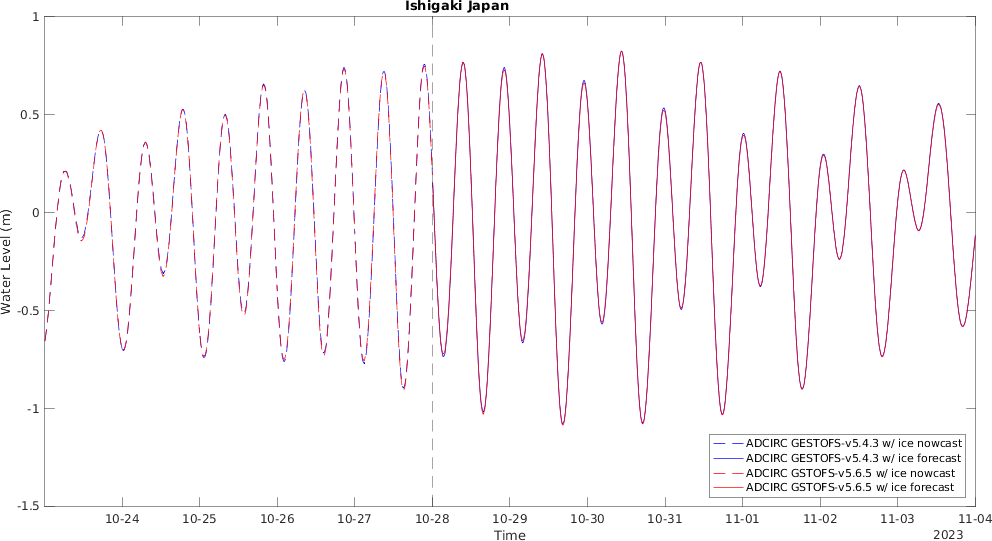 Ishigaki Japan
1
0.5
0
-0.5
-1
-1.5
Water Level (m)
ADCIRC GESTOFS-v5.4.3 w/ ice nowcast
ADCIRC GESTOFS-v5.4.3 w/ ice forecast
ADCIRC GSTOFS-v5.6.5 w/ ice nowcast
ADCIRC GSTOFS-v5.6.5 w/ ice forecast
10-24 10-25 10-26 10-27 10-28 10-29 10-30 10-31 11-01 11-02 11-03 11-04
Time
2023